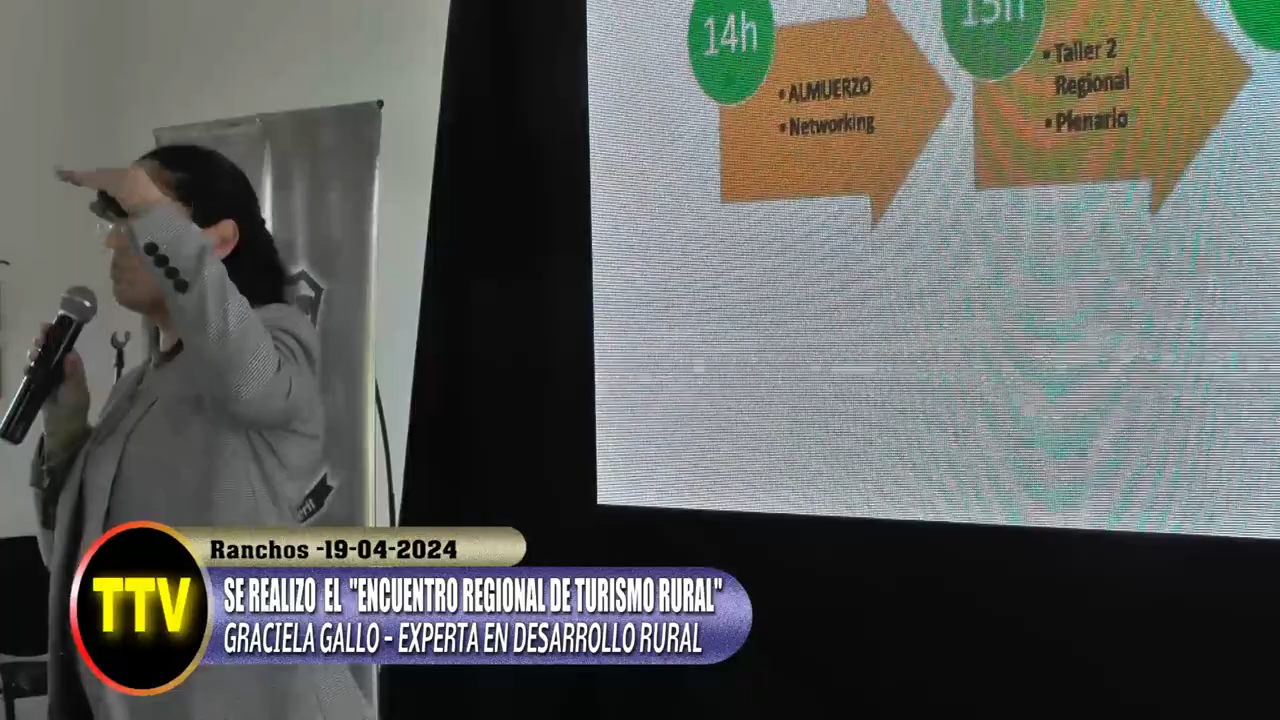 14h
• ALMUERZO
• Networking
15h
• Taller 2
Regional
• Plenario
Ranchos -19-04-2024
TTV
SE REALIZO EL "ENCUENTRO REGIONAL DE TURISMO RURAL"
GRACIELA GALLO - EXPERTA EN DESARROLLO RURAL